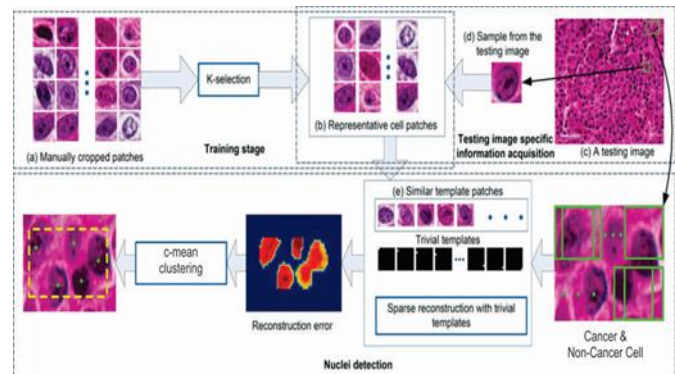 (d) Sample from the
testing image
K-selection
(b) Representative cell patches
(a) Manually cropped patches
Training stage
Testing image specific
information acquisition
(c) A testing image
(e) Similar template patches
Trivial templates
c-mean
clustering
Sparse reconstruction with trivial
templates
Reconstruction error
Cancer &
Non-Cancer Cell
Nuclei detection